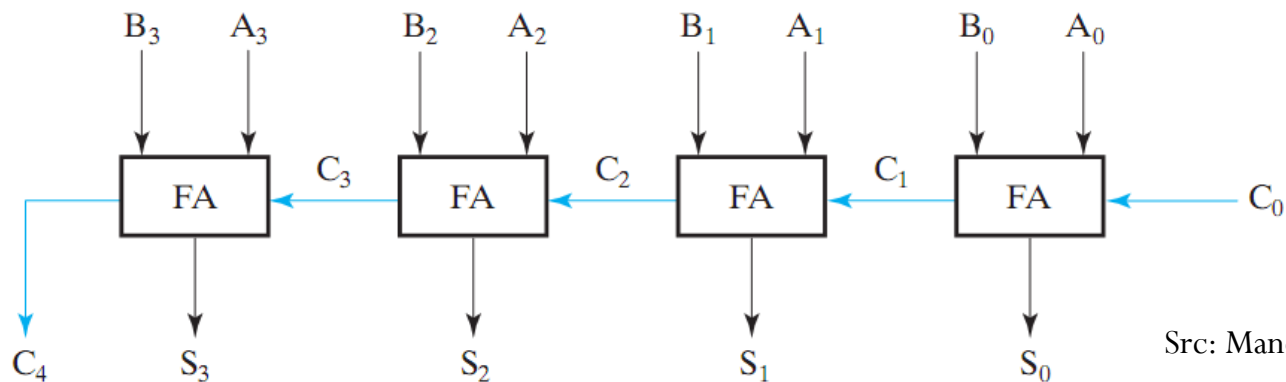 B₃ A₃ B₂ A₂ B₁ A₁ B₀ A₀
FA C₃ FA C₂ FA C₁ FA C₀
C₄ S₃ S₂ S₁ S₀ Src: